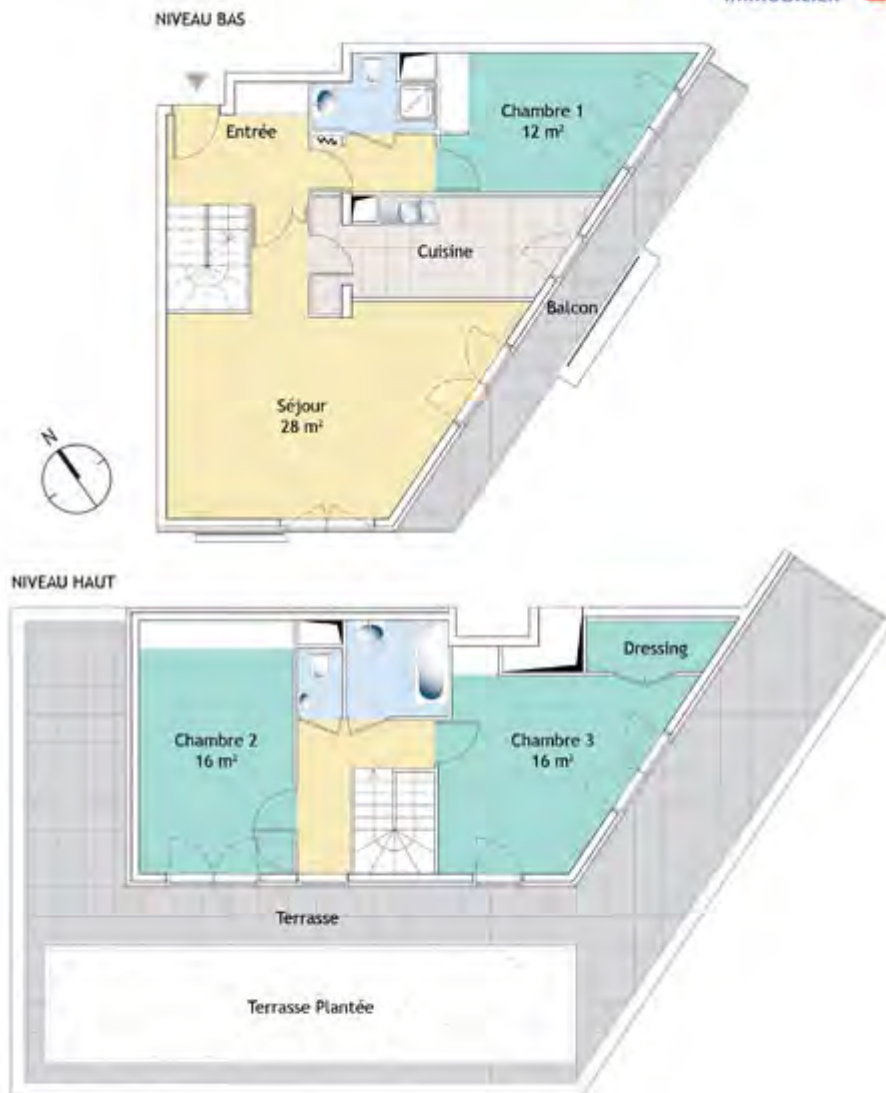 NIVEAU BAS
Chambre 1
12 m²
Entrée
Cuisine
Balcon
Séjour
28 m²
N
NIVEAU HAUT
Dressing
Chambre 2
16 m²
Chambre 3
16 m²
Terrasse
Terrasse Plantée